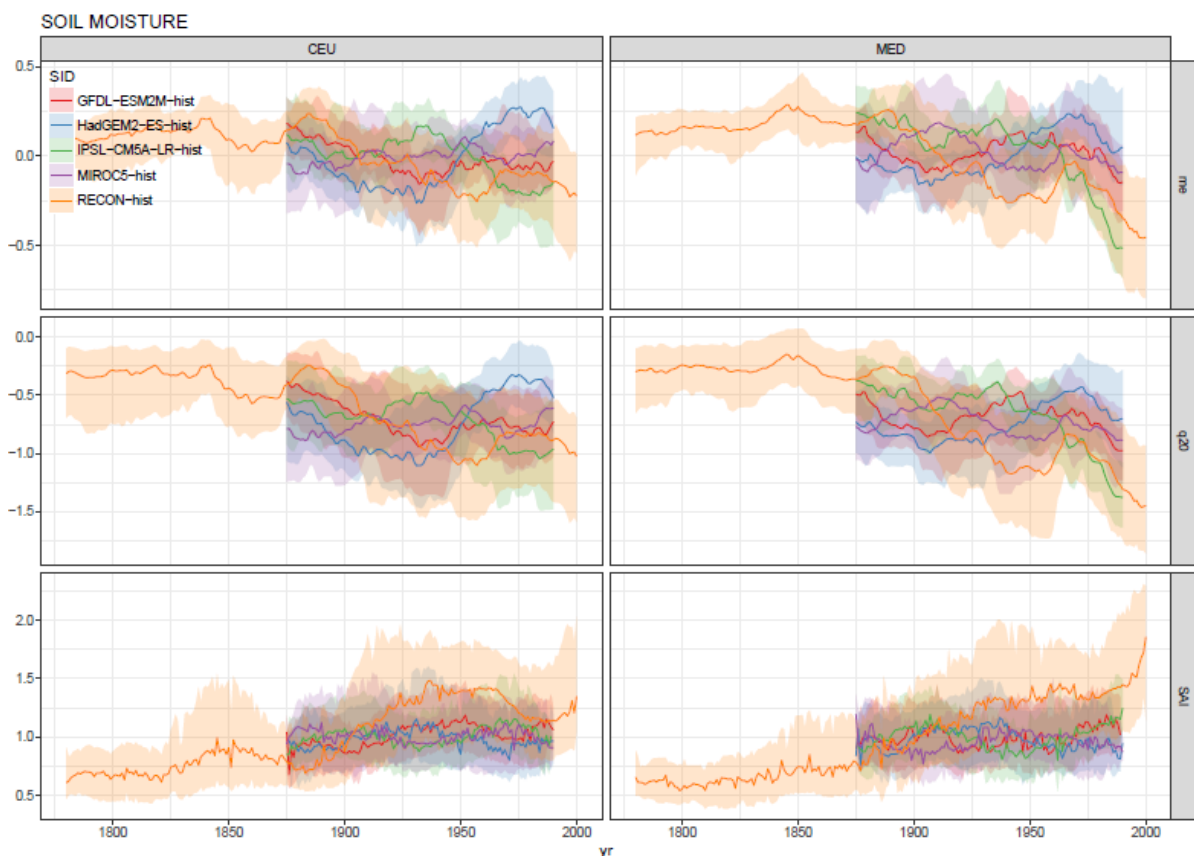 SOIL MOISTURE
CEU
MED
SID
GFDL-ESM2M-hist
HadGEM2-ES-hist
IPSL-CM5A-LR-hist
MIROC5-hist
RECON-hist
0.5
0.0
-0.5
me
0.0
-0.5
-1.0
-1.5
q20
2.0
1.5
1.0
0.5
SAI
1800
1850
1900
1950
2000
1800
1850
1900
1950
2000
yr